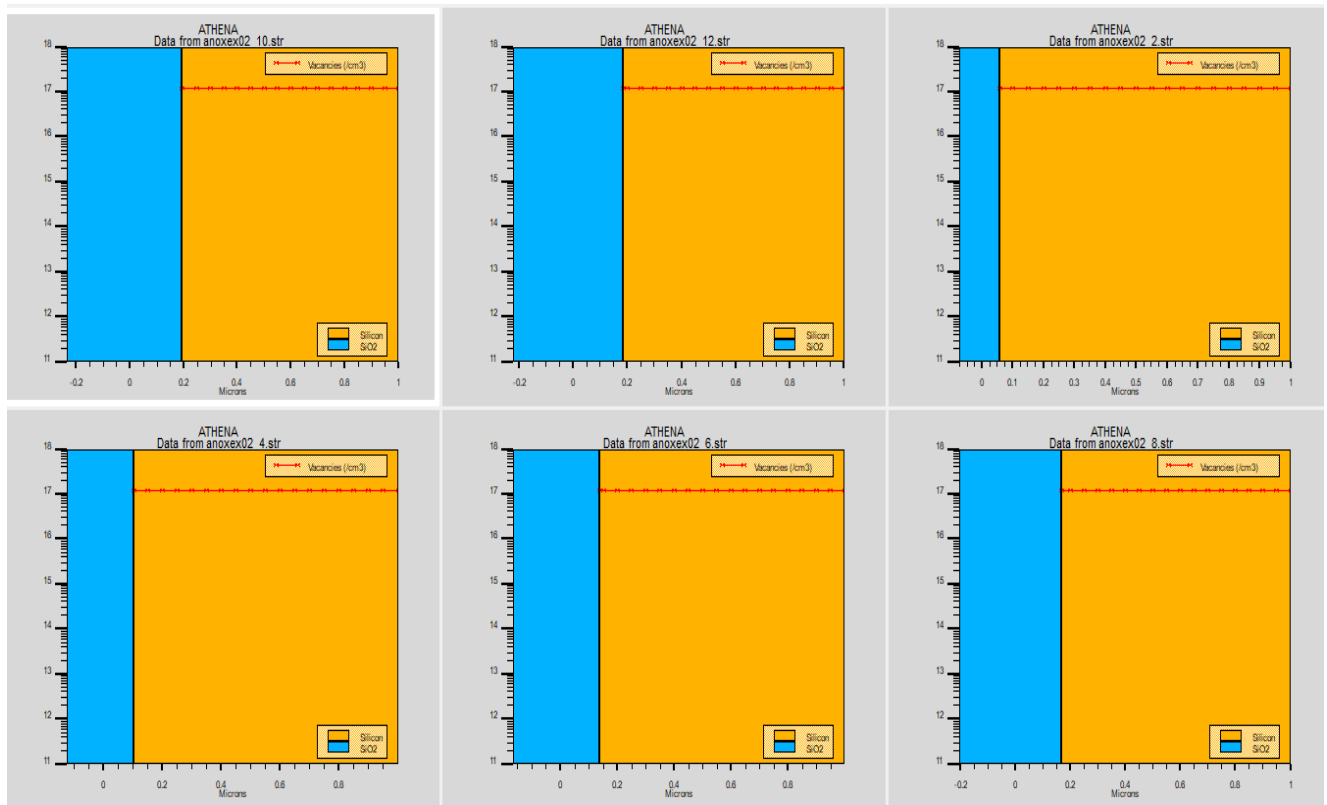 ATHENA
Data from anoxex02_10.str
18
Vacancies (/cm3)
17
16
15
14
13
12
Silicon
SiO2
11
-0.2 0 0.2 0.4 0.6 0.8 1
Microns
ATHENA
Data from anoxex02_12.str
18
Vacancies (/cm3)
17
16
15
14
13
12
Silicon
SiO2
11
-0.2 0 0.2 0.4 0.6 0.8 1
Microns
ATHENA
Data from anoxex02_2.str
18
Vacancies (/cm3)
17
16
15
14
13
12
Silicon
SiO2
11
0 0.1 0.2 0.3 0.4 0.5 0.6 0.7 0.8 0.9 1
Microns
ATHENA
Data from anoxex02_4.str
18
Vacancies (/cm3)
17
16
15
14
13
12
Silicon
SiO2
11
0 0.2 0.4 0.6 0.8
Microns
ATHENA
Data from anoxex02_6.str
18
Vacancies (/cm3)
17
16
15
14
13
12
Silicon
SiO2
11
0 0.2 0.4 0.6 0.8
Microns
ATHENA
Data from anoxex02_8.str
18
Vacancies (/cm3)
17
16
15
14
13
12
Silicon
SiO2
11
-0.2 0 0.2 0.4 0.6 0.8 1
Microns